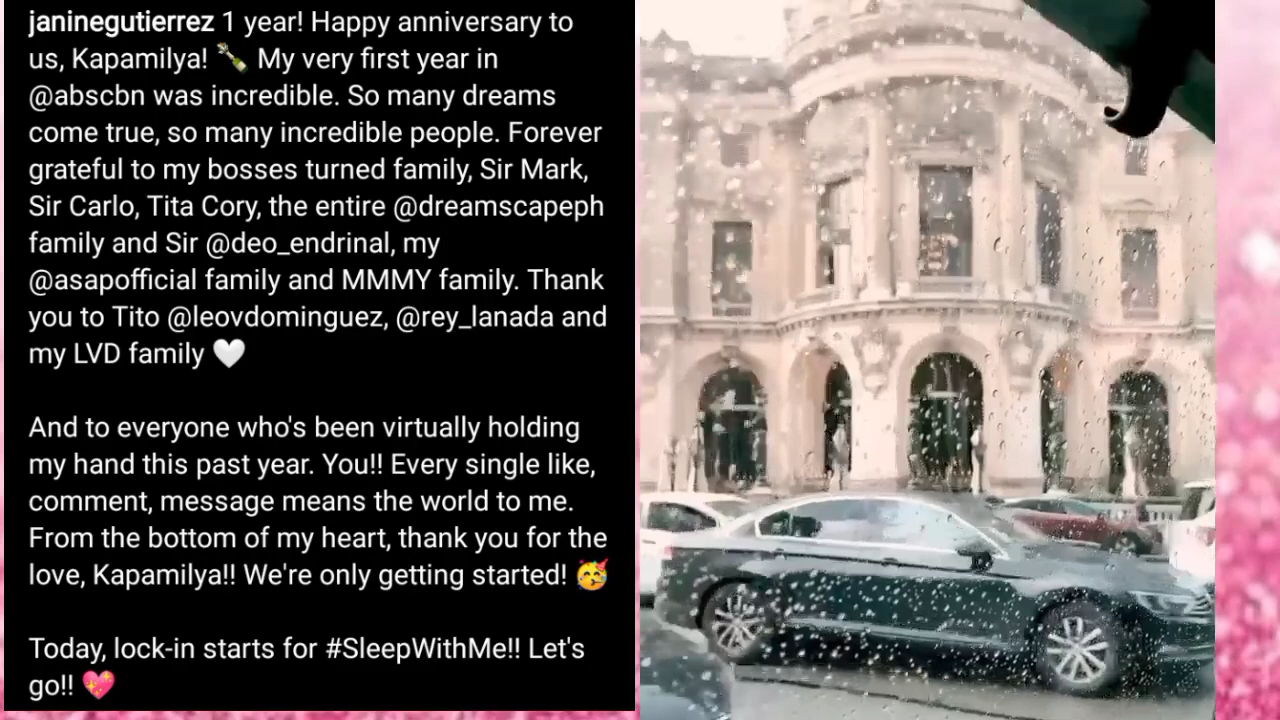 janinegutierrez 1 year! Happy anniversary to
us, Kapamilya! 🍾 My very first year in
@abscbn was incredible. So many dreams
come true, so many incredible people. Forever
grateful to my bosses turned family, Sir Mark,
Sir Carlo, Tita Cory, the entire @dreamscapeph
family and Sir @deo_endrinal, my
@asapofficial family and MMMY family. Thank
you to Tito @leovdominguez, @rey_lanada and
my LVD family 🤍
And to everyone who's been virtually holding
my hand this past year. You!! Every single like,
comment, message means the world to me.
From the bottom of my heart, thank you for the
love, Kapamilya!! We're only getting started! 🥳
Today, lock-in starts for #SleepWithMe!! Let's
go!! 💖